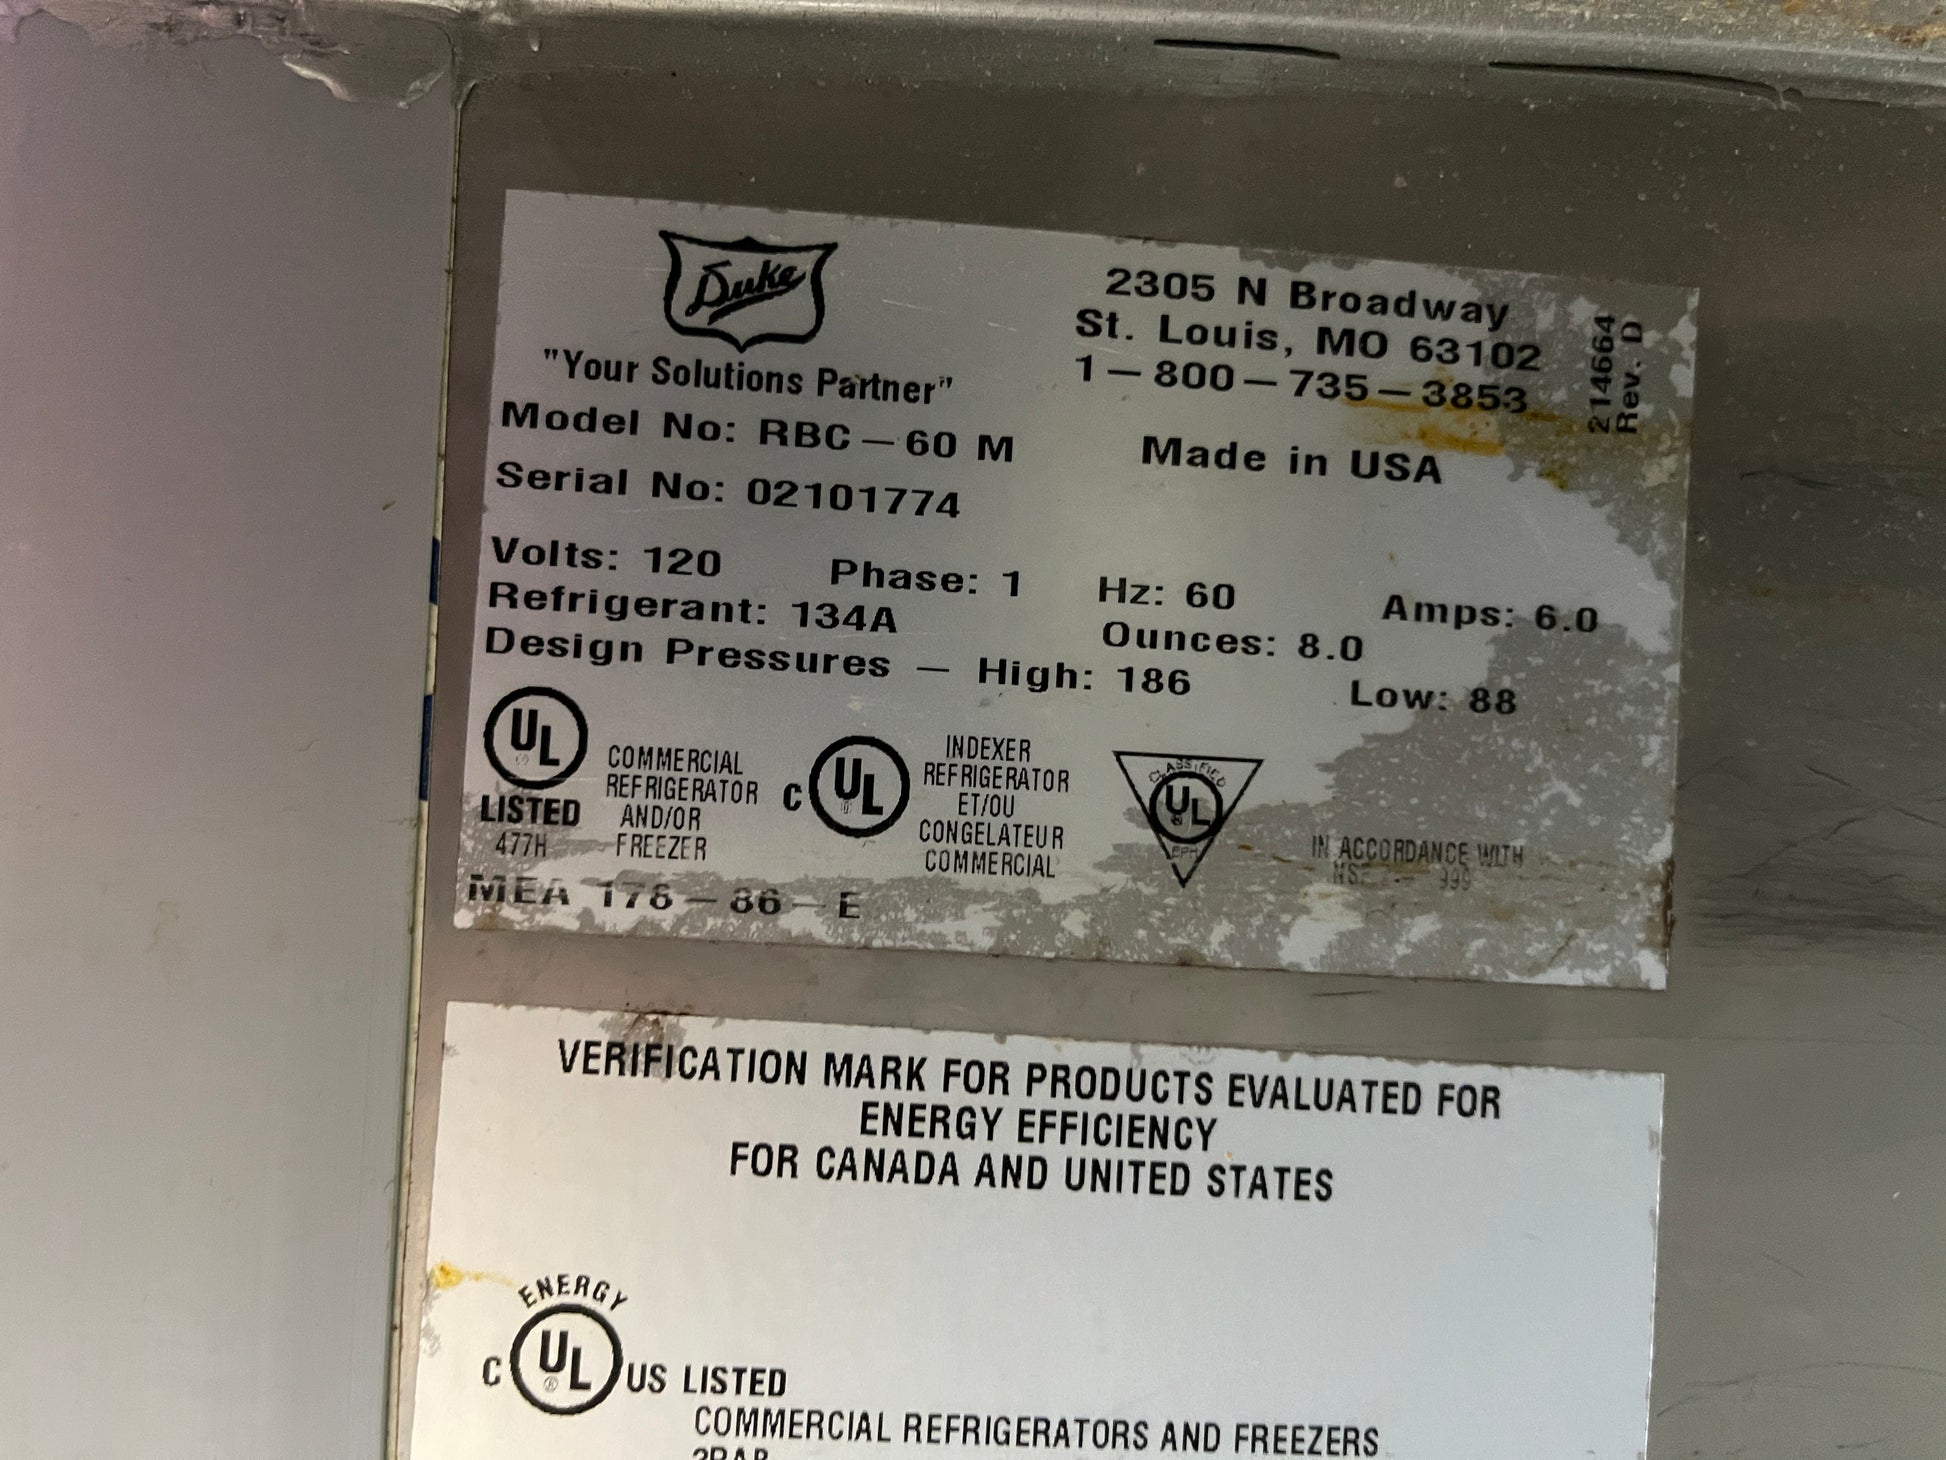 Duke
"Your Solutions Partner"
2305 N Broadway
St. Louis, MO 63102
1-800-735-3853
214664
Rev. D
Model No: RBC-60 M
Made in USA
Serial No: 02101774
Volts: 120 Phase: 1 Hz: 60 Amps: 6.0
Refrigerant: 134A Ounces: 8.0
Design Pressures - High: 186 Low: 88
UL
LISTED
477H
COMMERCIAL
REFRIGERATOR
AND/OR
FREEZER
C UL
INDEXER
REFRIGERATOR
ET/OU
CONGELATEUR
COMMERCIAL
CLASSIFIED
UL
EPH
IN ACCORDANCE WITH
MEA 178-86-E
VERIFICATION MARK FOR PRODUCTS EVALUATED FOR
ENERGY EFFICIENCY
FOR CANADA AND UNITED STATES
ENERGY
C UL ® US LISTED
COMMERCIAL REFRIGERATORS AND FREEZERS